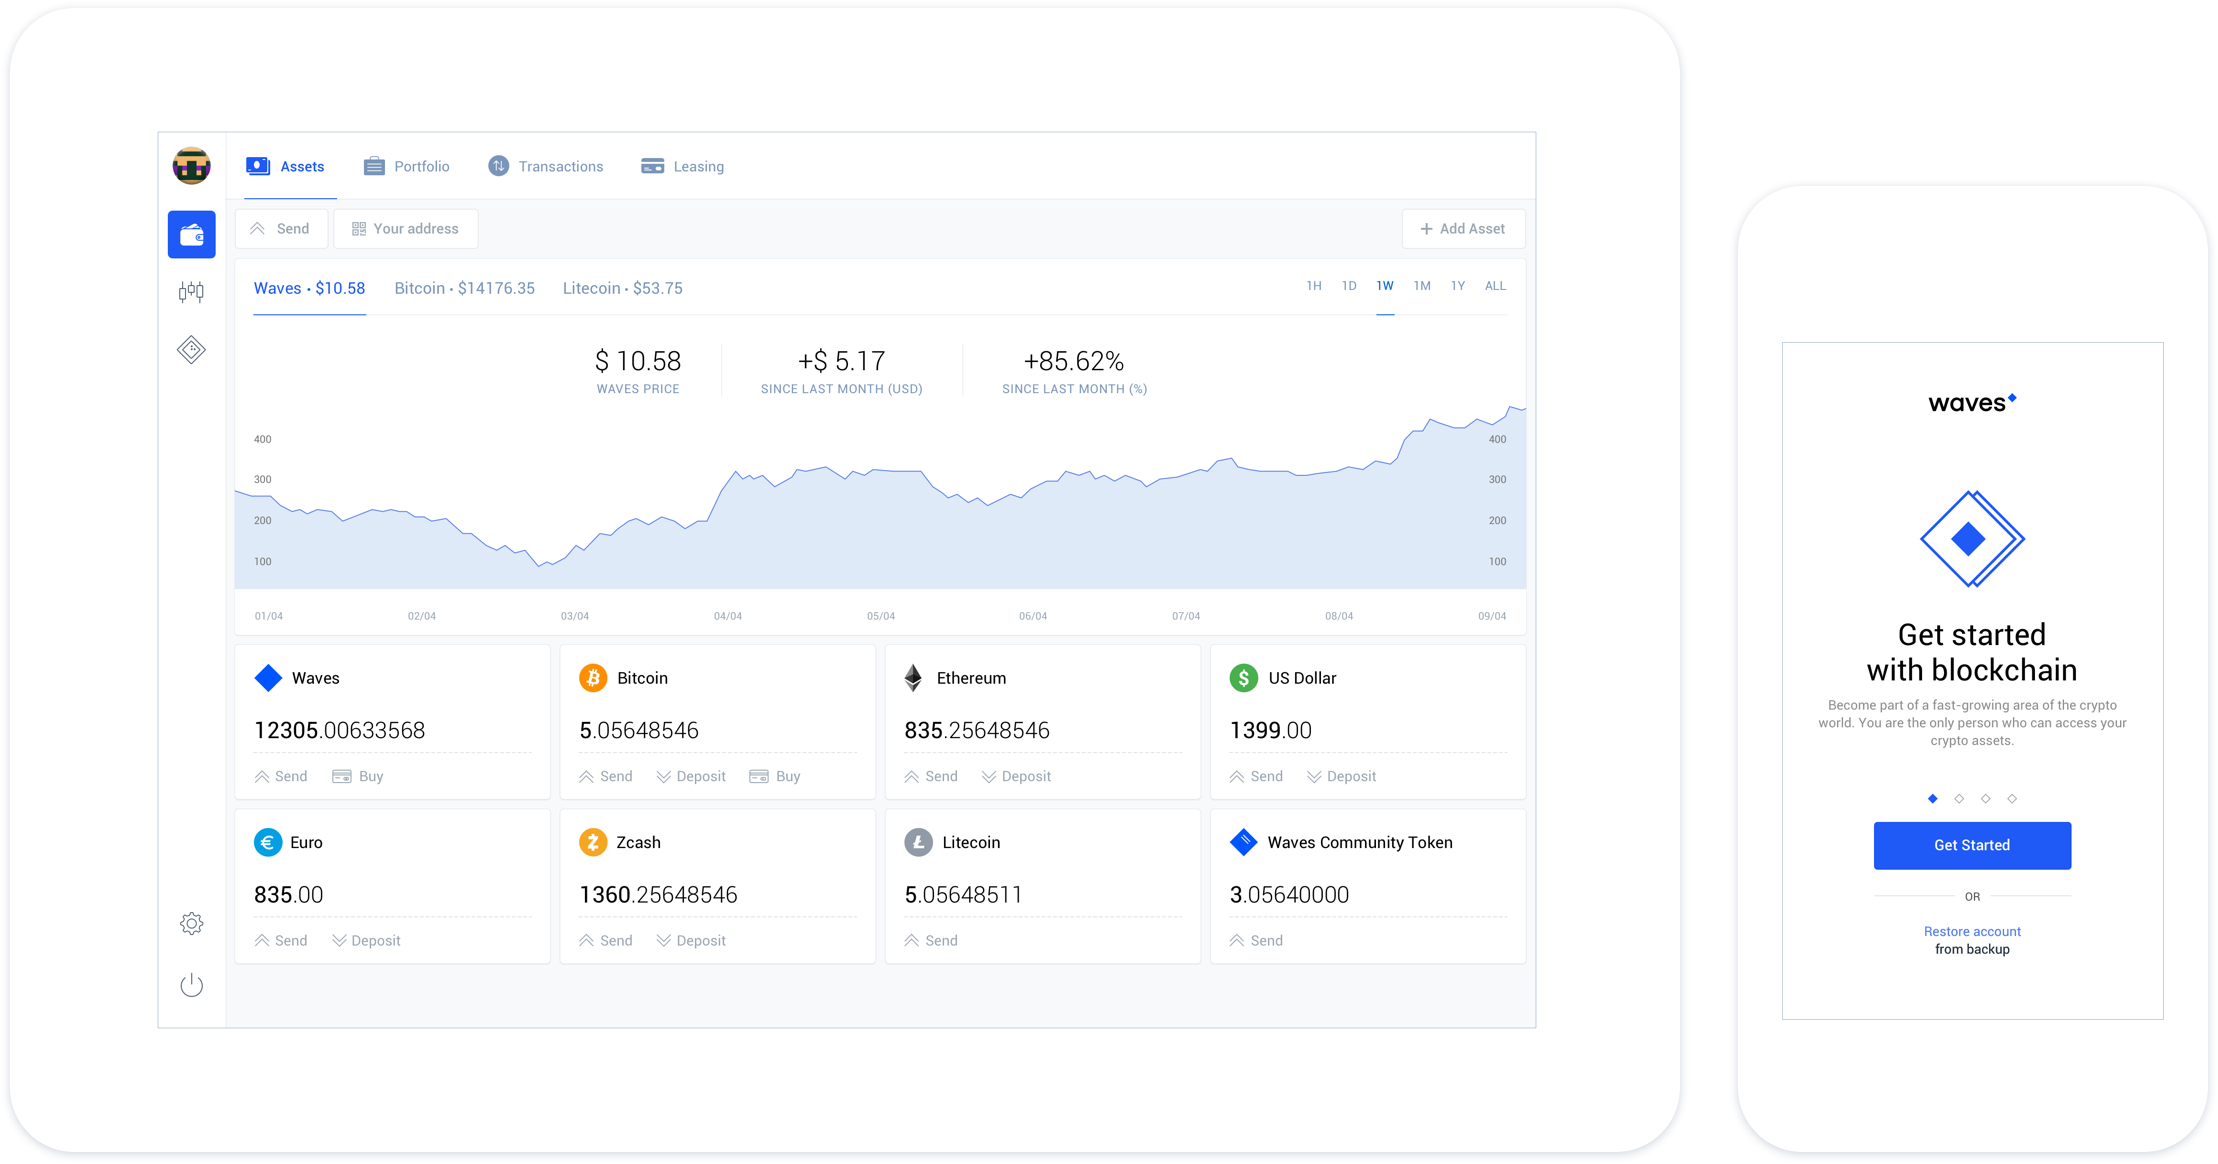 Assets Portfolio Transactions Leasing
Send Your address + Add Asset
Waves • $10.58 Bitcoin • $14176.35 Litecoin • $53.75 1H 1D 1W 1M 1Y ALL
$ 10.58 +$ 5.17 +85.62%
WAVES PRICE SINCE LAST MONTH (USD) SINCE LAST MONTH (%)
400 400
300 300
200 200
100 100
01/04 02/04 03/04 04/04 05/04 06/04 07/04 08/04 09/04
Waves Bitcoin Ethereum US Dollar
12305.00633568 5.05648546 835.25648546 1399.00
Send Buy Send Deposit Buy Send Deposit Send Deposit
Euro Zcash Litecoin Waves Community Token
835.00 1360.25648546 5.05648511 3.05640000
Send Deposit Send Deposit Send Send
waves
Get started
with blockchain
Become part of a fast-growing area of the crypto
world. You are the only person who can access your
crypto assets.
Get Started
OR
Restore account
from backup